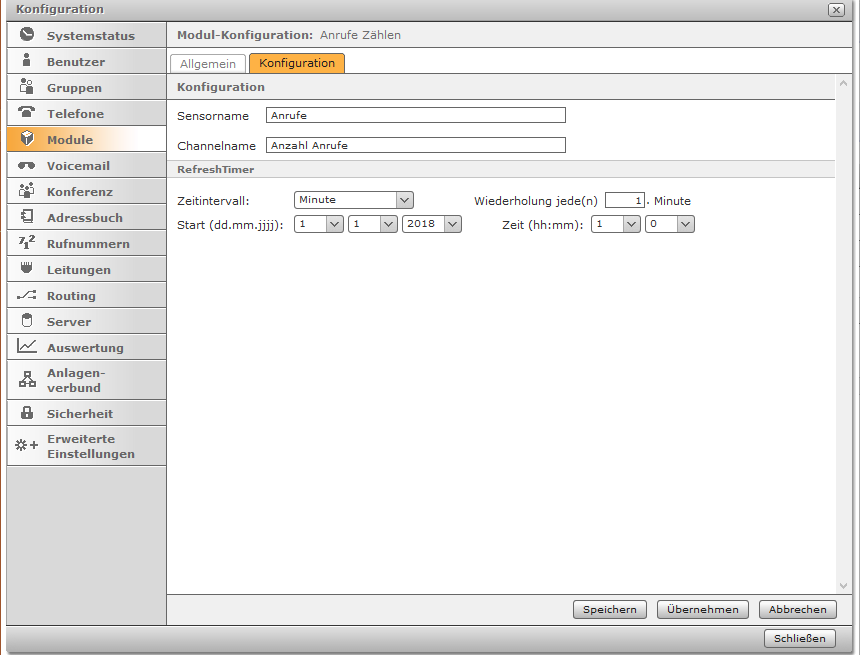 Konfiguration
Systemstatus
Benutzer
Gruppen
Telefone
Module
Voicemail
Konferenz
Adressbuch
Rufnummern
Leitungen
Routing
Server
Auswertung
Anlagen-
verbund
Sicherheit
Erweiterte
Einstellungen
Modul-Konfiguration: Anrufe Zählen
Allgemein Konfiguration
Konfiguration
Sensorname Anrufe
Channelname Anzahl Anrufe
RefreshTimer
Zeitintervall: Minute Wiederholung jede(n) 1 . Minute
Start (dd.mm.jjjj): 1 1 2018 Zeit (hh:mm): 1 0
Speichern Übernehmen Abbrechen
Schließen